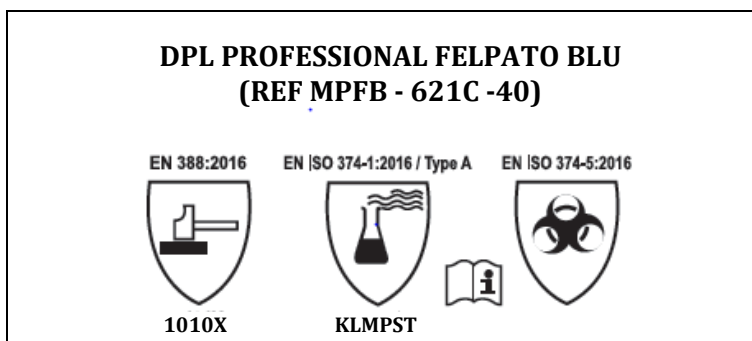 DPL PROFESSIONAL FELPATO BLU
(REF MPFB - 621C -40)
EN 388:2016 EN ISO 374-1:2016 / Type A EN ISO 374-5:2016
i
1010X KLMPST